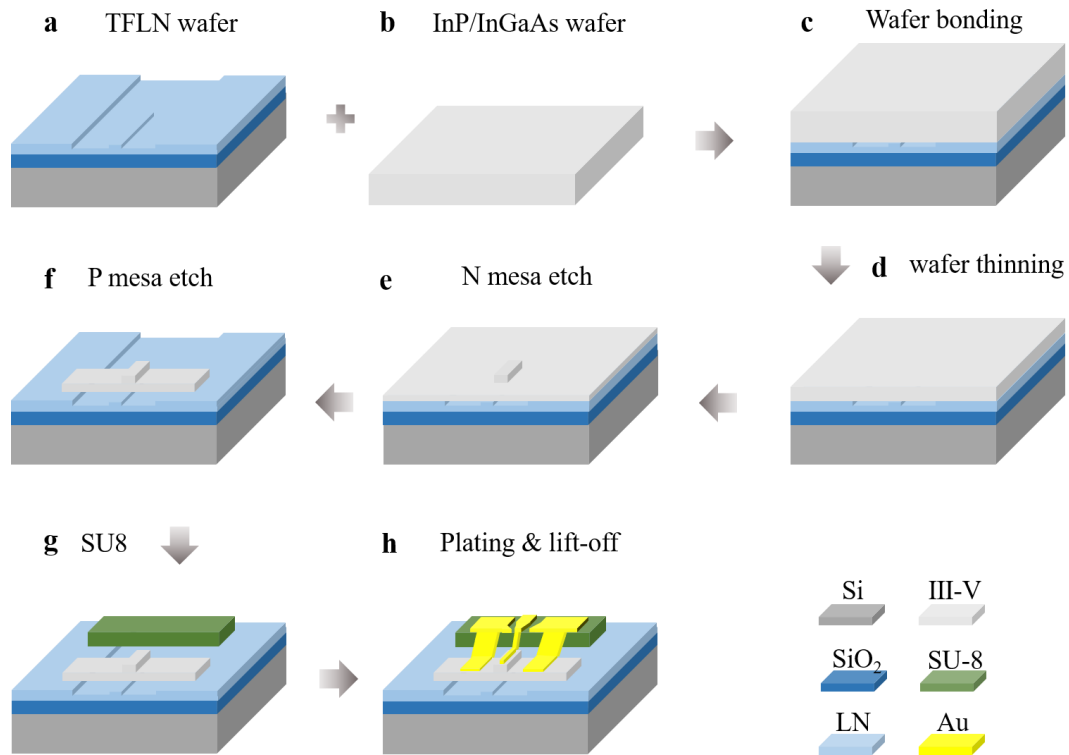 a TFLN wafer
b InP/InGaAs wafer
c Wafer bonding
d wafer thinning
e N mesa etch
f P mesa etch
g SU8
h Plating & lift-off
Si III-V
SiO₂ SU-8
LN Au